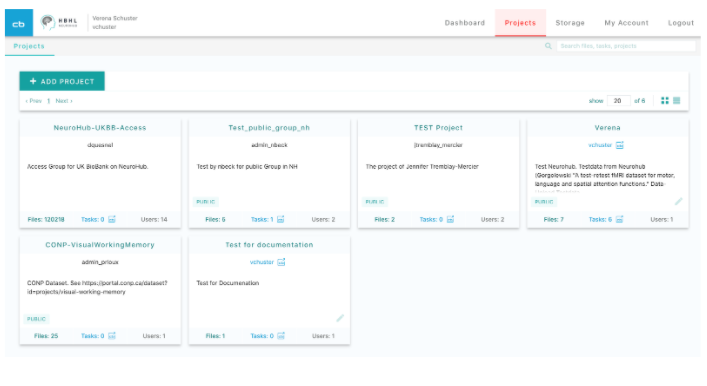 cb
HBHL
Verena Schuster
vchuster
Dashboard
Projects
Storage
My Account
Logout
Projects
Search files, tasks, projects
+ ADD PROJECT
‹ Prev 1 Next ›
show 20 of 6
NeuroHub-UKBB-Access
dquesnel
Access Group for UK BioBank on NeuroHub.
Files: 120218 Tasks: 0 Users: 14
Test_public_group_nh
admin_nbeck
Test by nbeck for public Group in NH
PUBLIC
Files: 6 Tasks: 1 Users: 2
TEST Project
jtremblay_mercier
The project of Jennifer Tremblay-Mercier
PUBLIC
Files: 2 Tasks: 0 Users: 2
Verena
vchuster
Test Neurohub. Testdata from Neurohub
(Gorgolewski "A test-retest fMRI dataset for motor,
language and spatial attention functions." Data
PUBLIC
Files: 7 Tasks: 6 Users: 1
CONP-VisualWorkingMemory
admin_prioux
CONP Dataset. See https://portal.conp.ca/dataset?
id=projects/visual-working-memory
PUBLIC
Files: 25 Tasks: 0 Users: 1
Test for documentation
vchuster
Test for Documenation
Files: 1 Tasks: 0 Users: 1